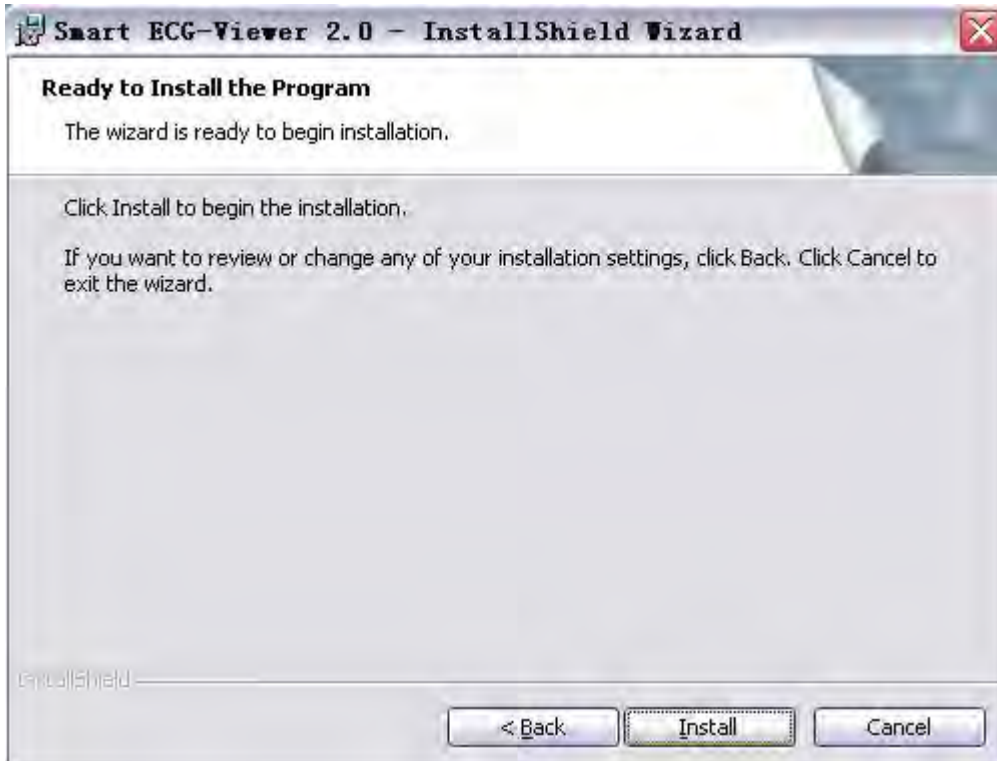 Smart ECG-Viewer 2.0 - InstallShield Wizard
Ready to Install the Program
The wizard is ready to begin installation.
Click Install to begin the installation.
If you want to review or change any of your installation settings, click Back. Click Cancel to
exit the wizard.
InstallShield
< Back
Install
Cancel